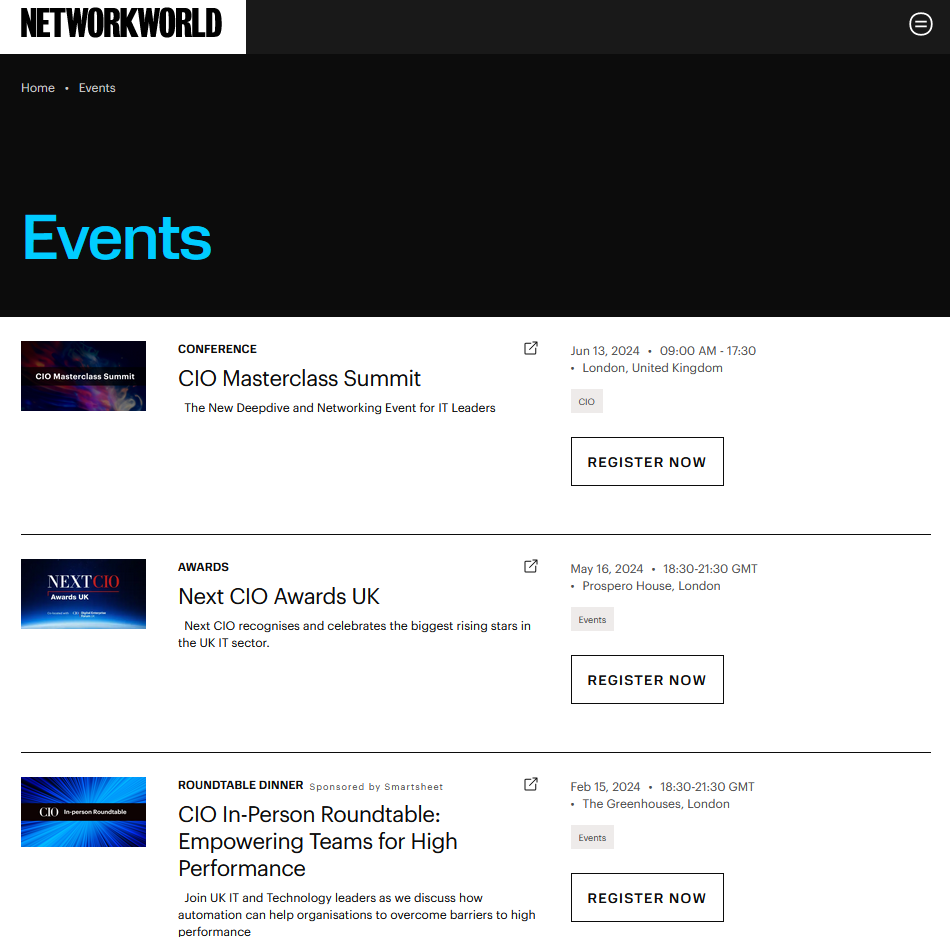 NETWORKWORLD
Home • Events
Events
CIO Masterclass Summit
CONFERENCE
CIO Masterclass Summit
The New Deepdive and Networking Event for IT Leaders
Jun 13, 2024 • 09:00 AM - 17:30
• London, United Kingdom
CIO
REGISTER NOW
NEXT CIO
Awards UK
AWARDS
Next CIO Awards UK
Next CIO recognises and celebrates the biggest rising stars in
the UK IT sector.
May 16, 2024 • 18:30-21:30 GMT
• Prospero House, London
Events
REGISTER NOW
CIO In-person Roundtable
ROUNDTABLE DINNER Sponsored by Smartsheet
CIO In-Person Roundtable:
Empowering Teams for High
Performance
Join UK IT and Technology leaders as we discuss how
automation can help organisations to overcome barriers to high
performance
Feb 15, 2024 • 18:30-21:30 GMT
• The Greenhouses, London
Events
REGISTER NOW